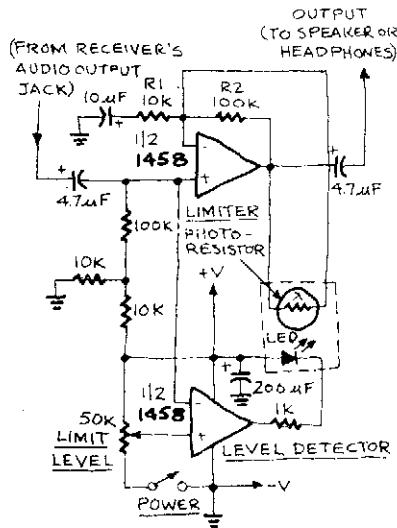 OUTPUT
(TO SPEAKER OR
HEADPHONES)
(FROM RECEIVER'S
AUDIO OUTPUT
JACK)
10µF
R1
10K
R2
100K
+
1/2
1458
-
+
+
4.7µF
+
4.7µF
LIMITER
100K
PHOTO-
RESISTOR
10K
+V
λ
10K
LED
+
200µF
1/2
1458
-
+
1K
50K
LIMIT
LEVEL
LEVEL DETECTOR
POWER
-V